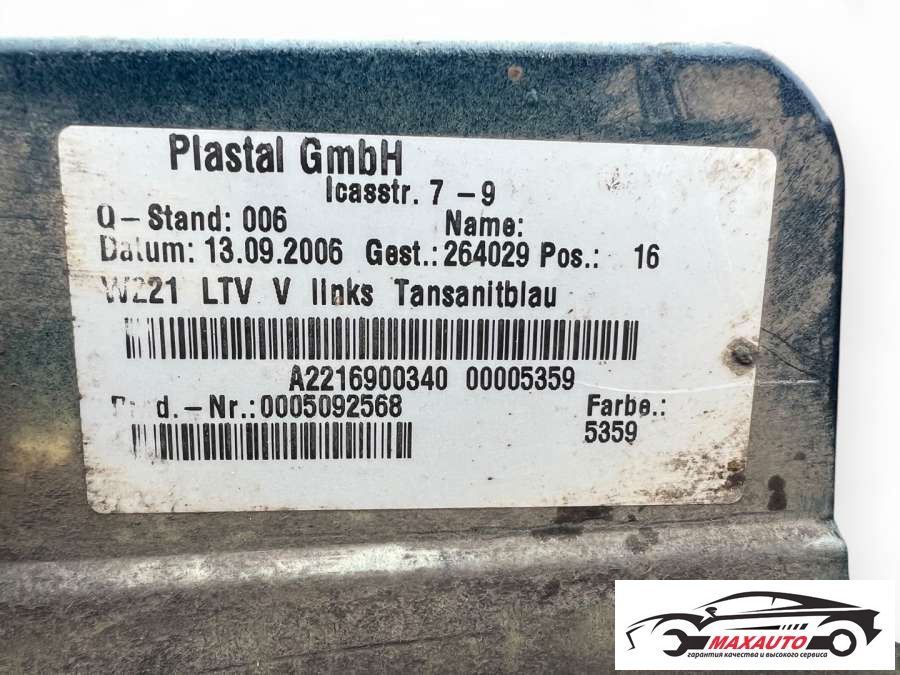 Plastal GmbH
Icasstr. 7 - 9
Q-Stand: 006 Name:
Datum: 13.09.2006 Gest.: 264029 Pos.: 16
W221 LTV V links Tansanitblau
A2216900340 00005359
Prod.-Nr.:0005092568 Farbe.:
5359
MAXAUTO
гарантия качества и высокого сервиса